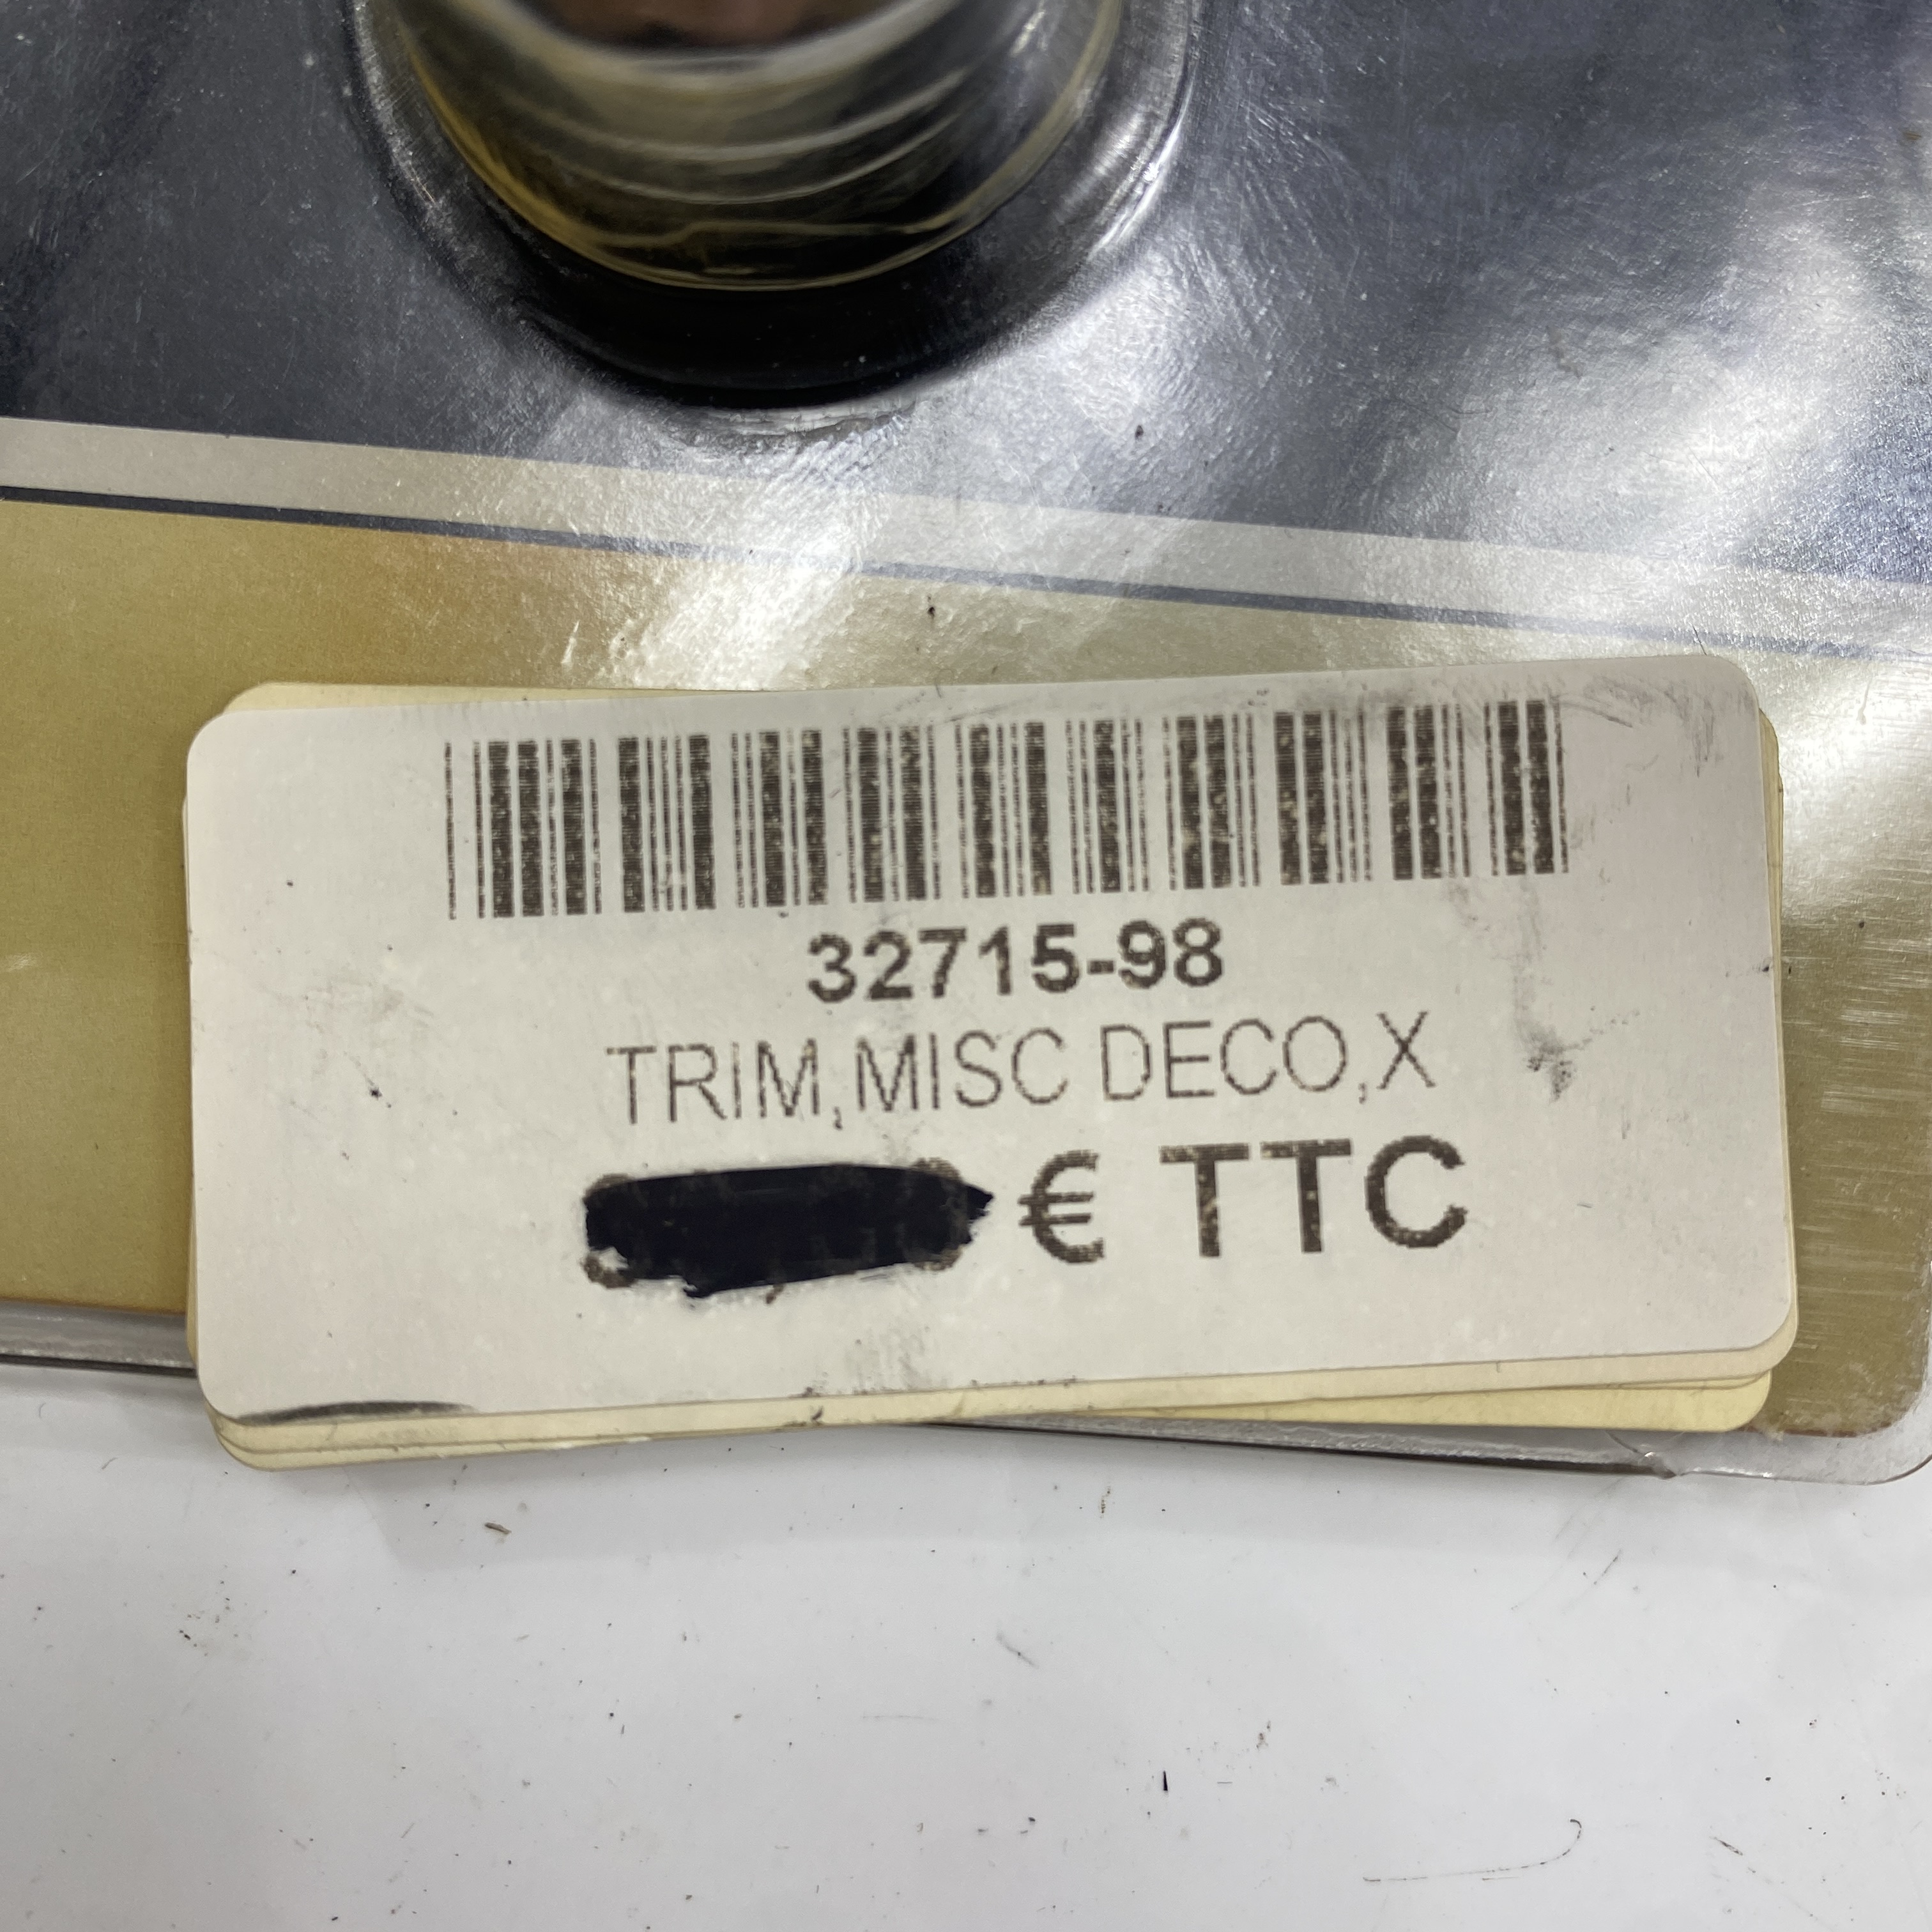 32715-98
TRIM,MISC DECO,X
€ TTC